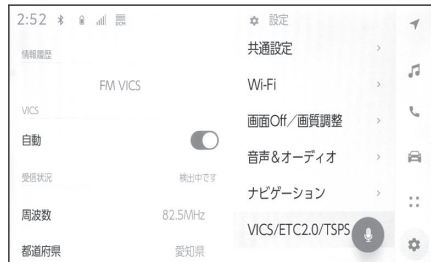 2:52
情報履歴
FM VICS
VICS
自動
受信状況 検出中です
周波数 82.5MHz
都道府県 愛知県
設定
共通設定
Wi-Fi
画面Off/画質調整
音声&オーディオ
ナビゲーション
VICS/ETC2.0/TSPS